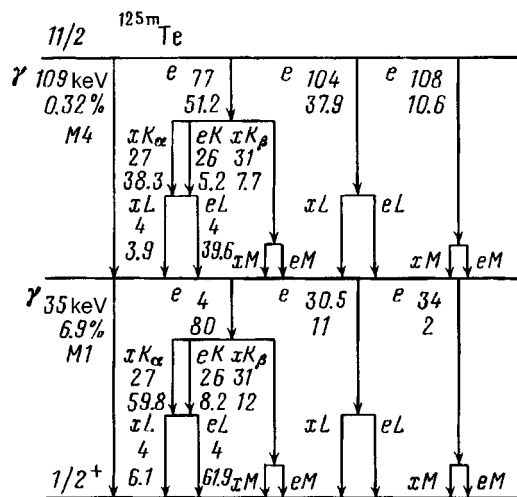 11/2 ¹²⁵ᵐTe
γ 109 keV e 77 e 104 e 108
0.32% 51.2 37.9 10.6
M4
xKα eK xKβ
27 26 31
38.3 5.2 7.7
xL eL xL eL
4 4
3.9 39.6 xM eM xM eM
γ 35 keV e 4 e 30.5 e 34
6.9% 80 11 2
M1
xKα eK xKβ
27 26 31
59.8 8.2 12
xL eL xL eL
4 4
1/2⁺ 6.1 61.9 xM eM xM eM